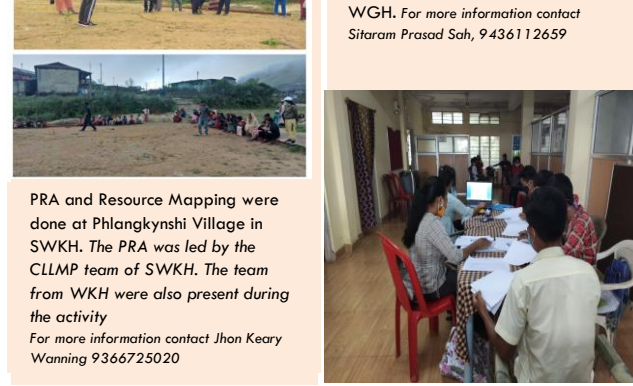 PRA and Resource Mapping were
done at Phlangkynshi Village in
SWKH. The PRA was led by the
CLLMP team of SWKH. The team
from WKH were also present during
the activity
For more information contact Jhon Keary
Wanning 9366725020
WGH. For more information contact
Sitaram Prasad Sah, 9436112659